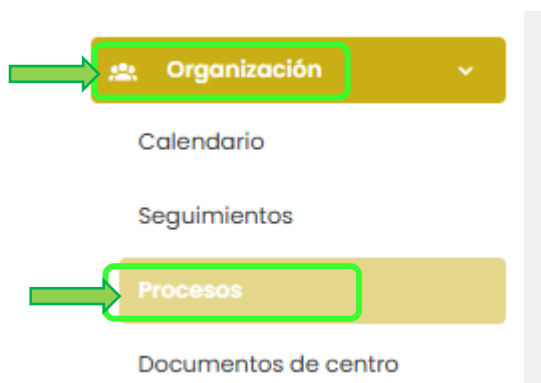 Organización
Calendario
Seguimientos
Procesos
Documentos de centro